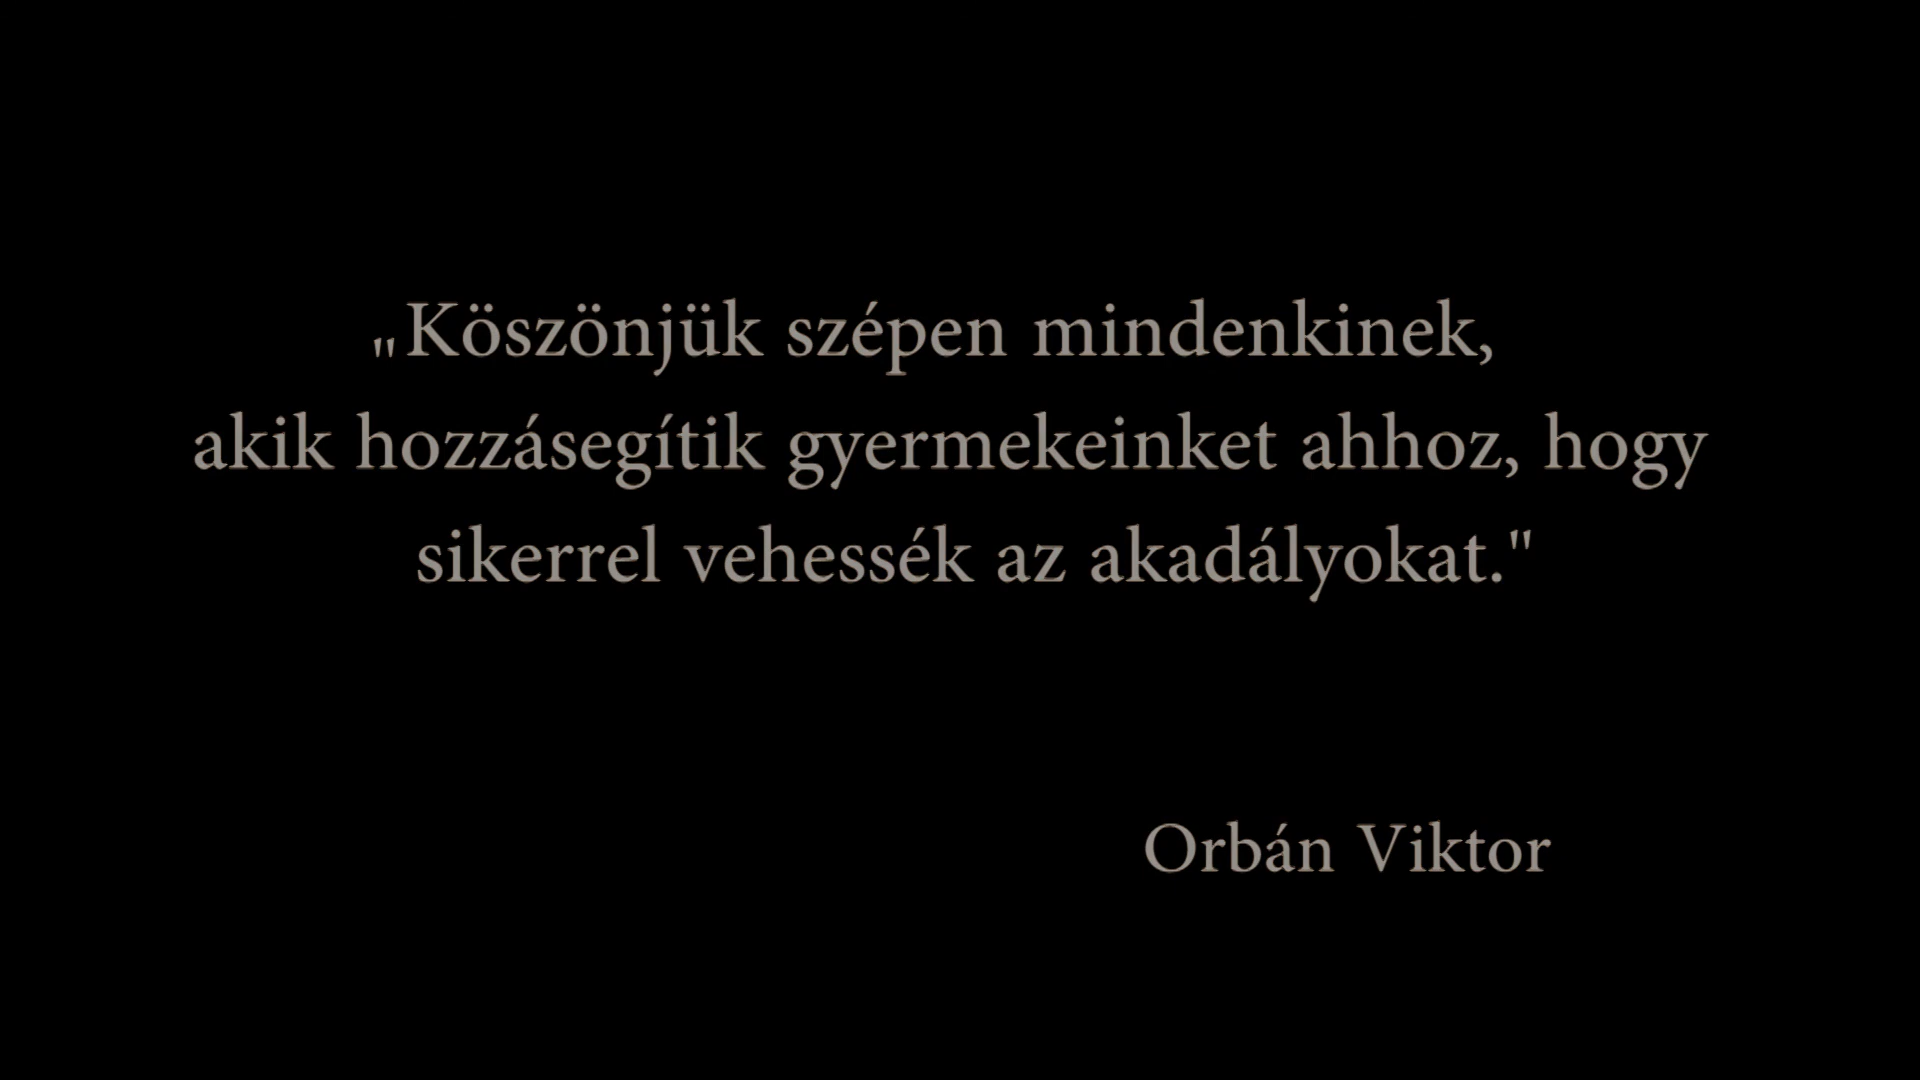 „Köszönjük szépen mindenkinek,
akik hozzásegítik gyermekeinket ahhoz, hogy
sikerrel vehessék az akadályokat."
Orbán Viktor